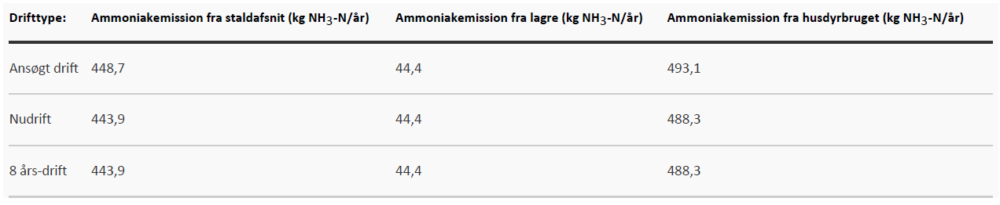 Drifttype: Ammoniakemission fra staldafsnit (kg NH3-N/år) Ammoniakemission fra lagre (kg NH3-N/år) Ammoniakemission fra husdyrbruget (kg NH3-N/år)
Ansøgt drift 448,7 44,4 493,1
Nudrift 443,9 44,4 488,3
8 års-drift 443,9 44,4 488,3